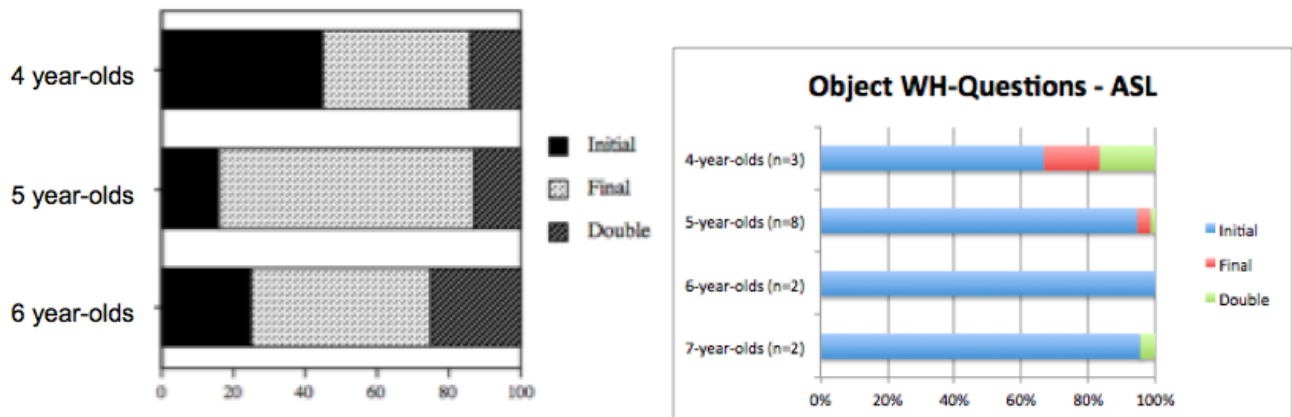 4 year-olds
5 year-olds
6 year-olds
0 20 40 60 80 100
Initial
Final
Double
Object WH-Questions - ASL
4-year-olds (n=3)
5-year-olds (n=8)
6-year-olds (n=2)
7-year-olds (n=2)
0% 20% 40% 60% 80% 100%
Initial
Final
Double